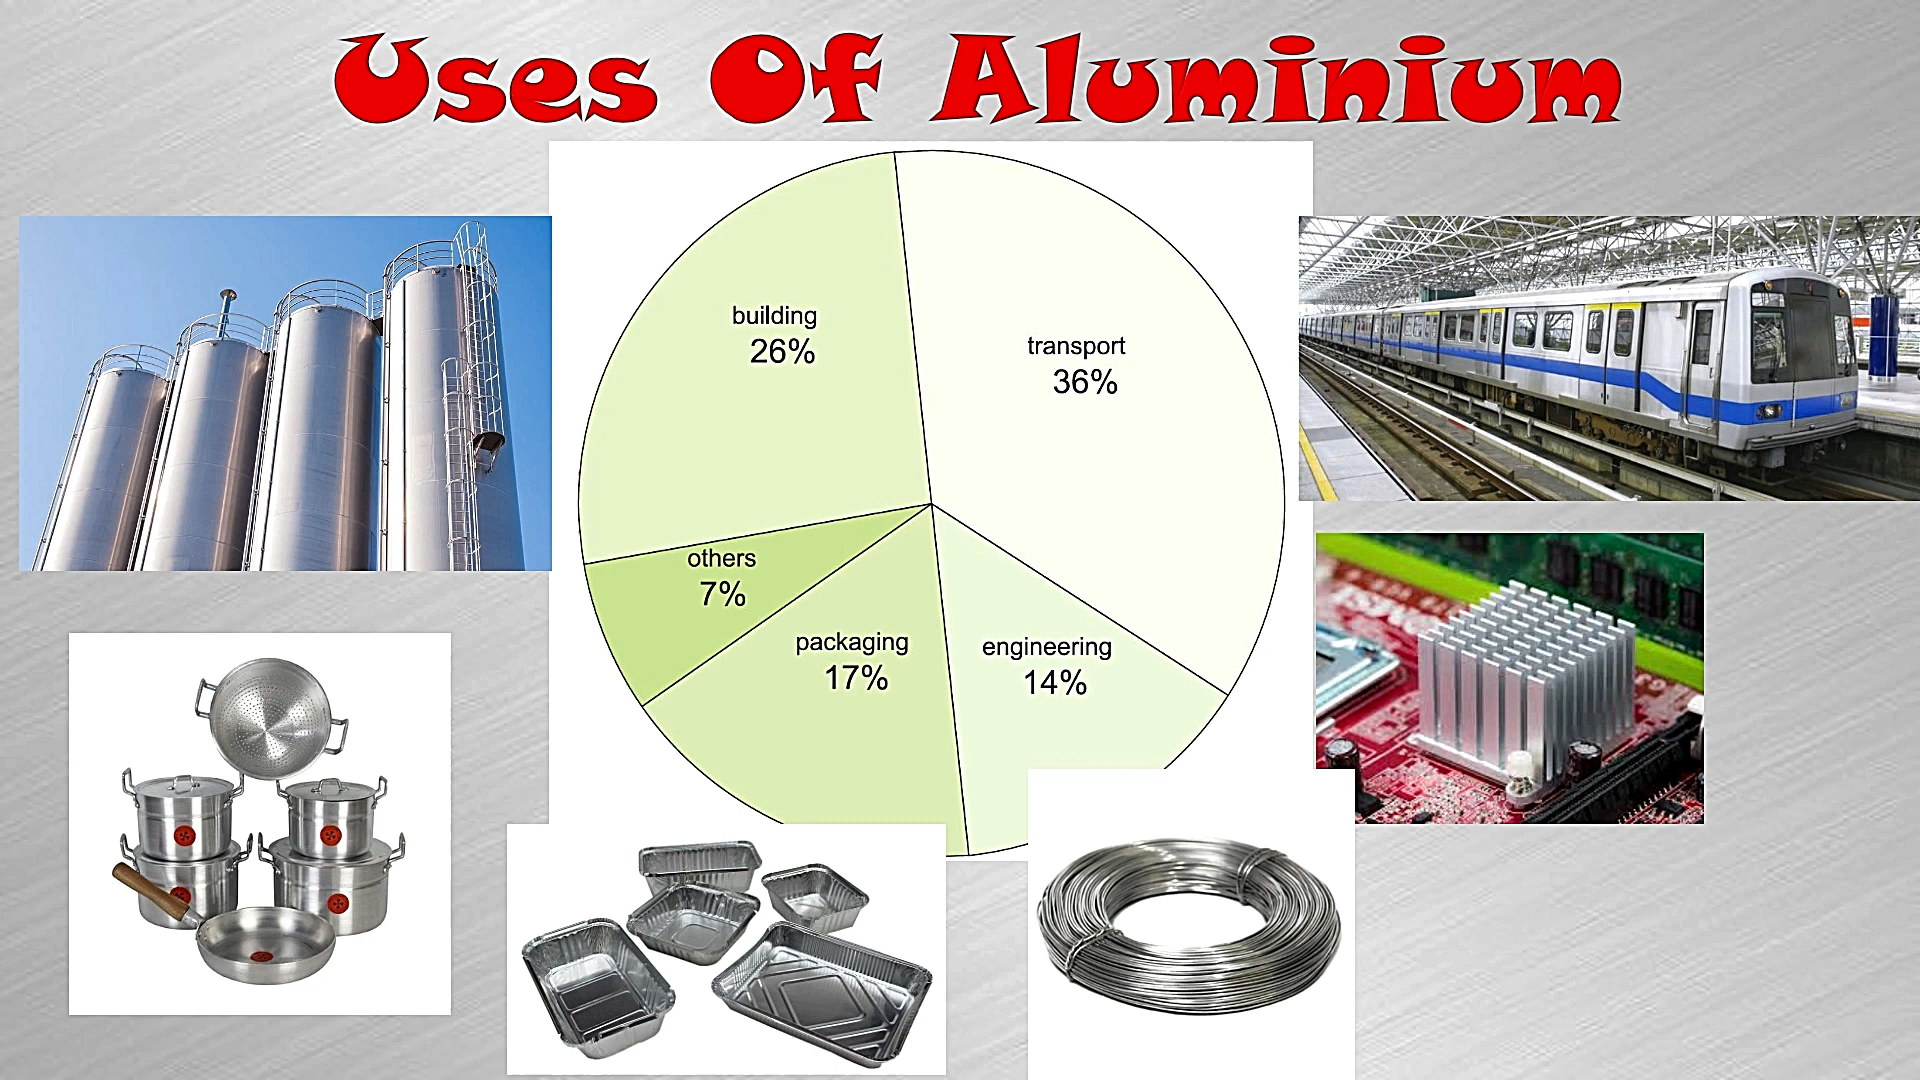 Uses Of Aluminium
building
26%
transport
36%
others
7%
packaging
17%
engineering
14%